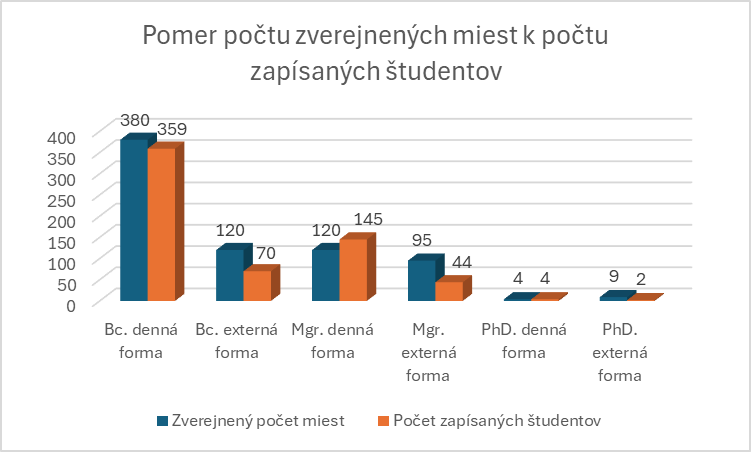 Pomer počtu zverejnených miest k počtu
zapísaných študentov
380
359
120
70
120
145
95
44
4
4
9
2
400
350
300
250
200
150
100
50
0
Bc. denná
forma
Bc. externá
forma
Mgr. denná
forma
Mgr.
externá
forma
PhD. denná
forma
PhD.
externá
forma
Zverejnený počet miest
Počet zapísaných študentov